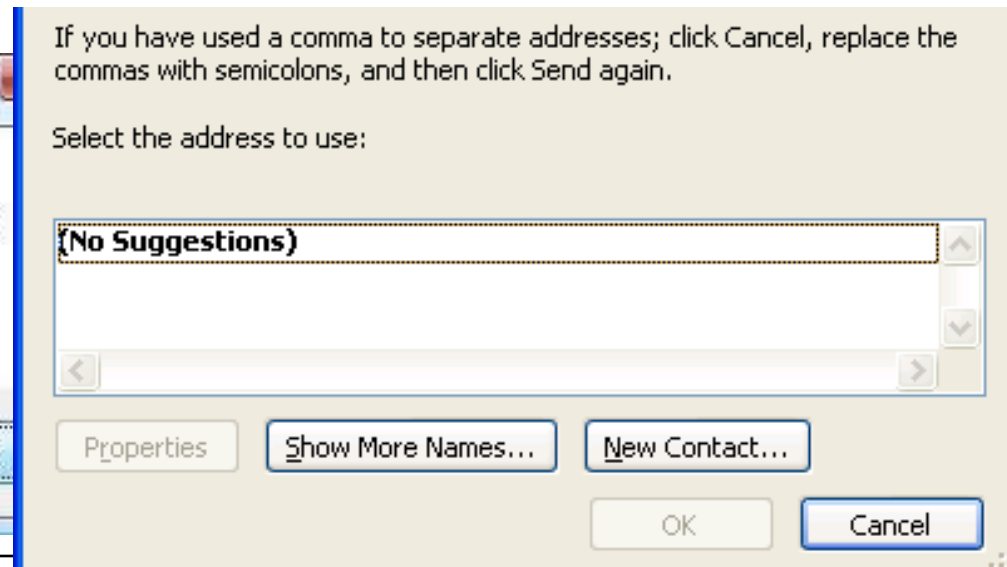 If you have used a comma to separate addresses; click Cancel, replace the
commas with semicolons, and then click Send again.
Select the address to use:
(No Suggestions)
Properties
Show More Names...
New Contact...
OK
Cancel